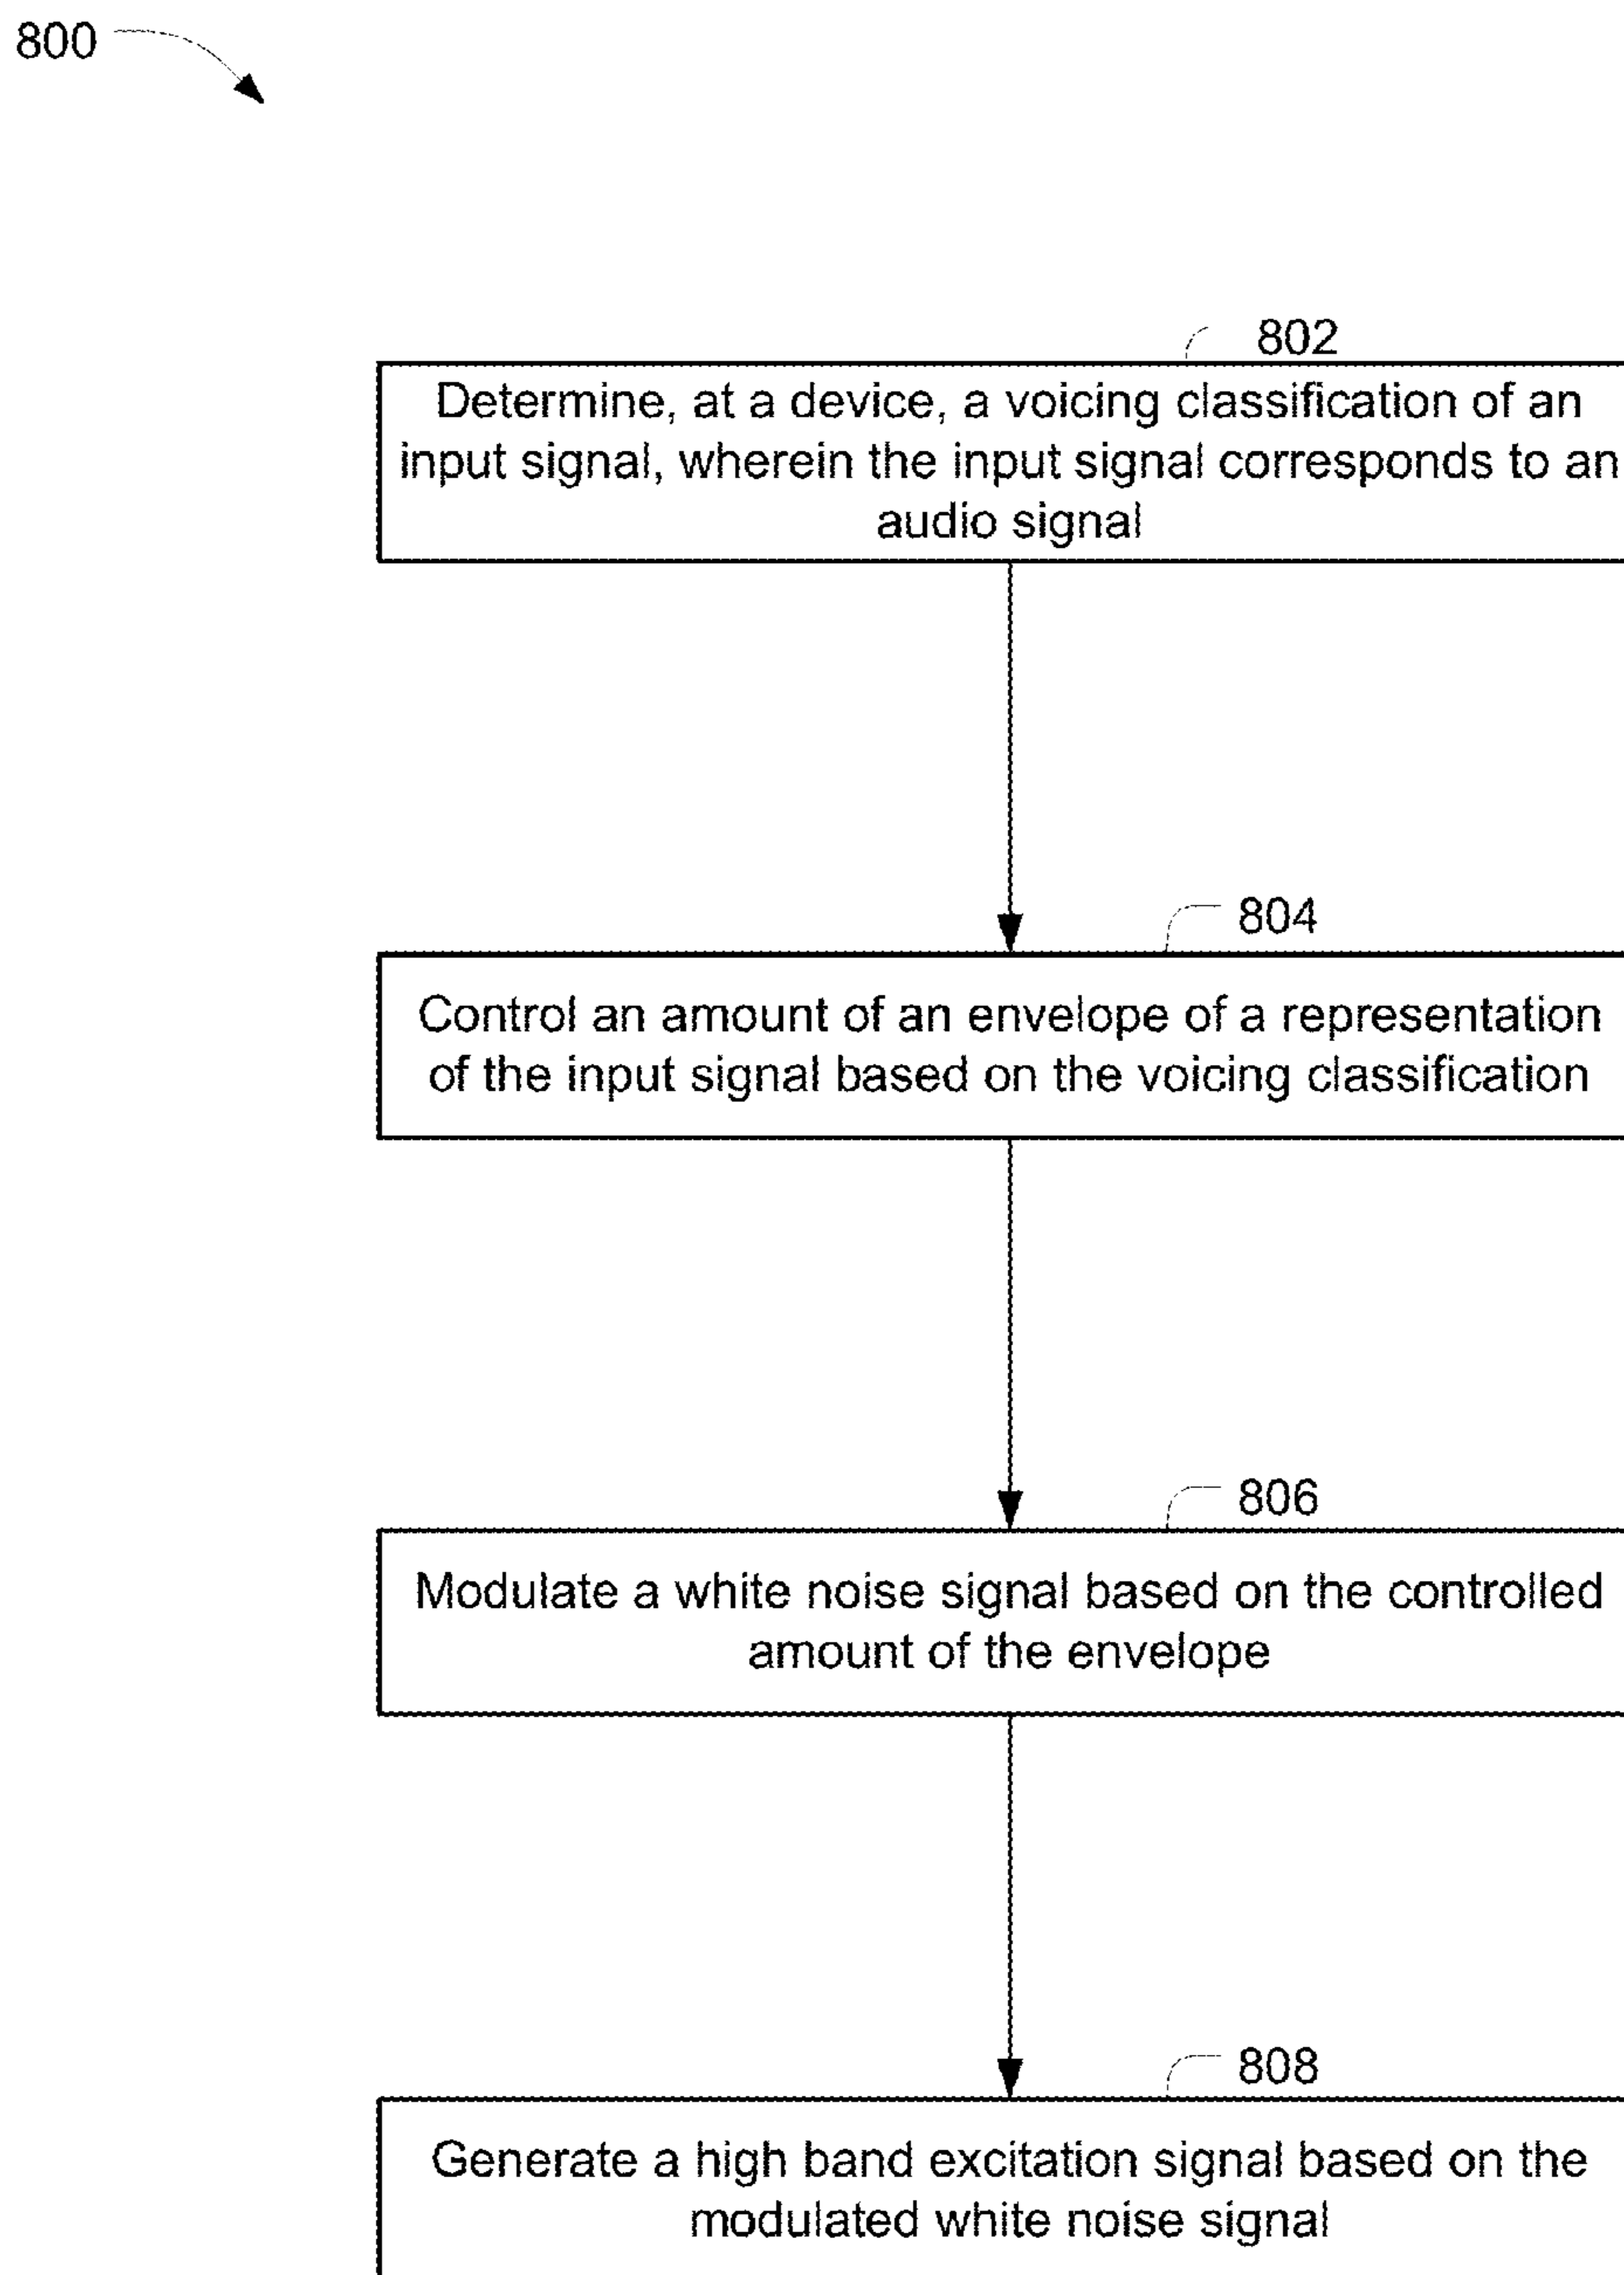 800
802
Determine, at a device, a voicing classification of an
input signal, wherein the input signal corresponds to an
audio signal
804
Control an amount of an envelope of a representation
of the input signal based on the voicing classification
806
Modulate a white noise signal based on the controlled
amount of the envelope
808
Generate a high band excitation signal based on the
modulated white noise signal